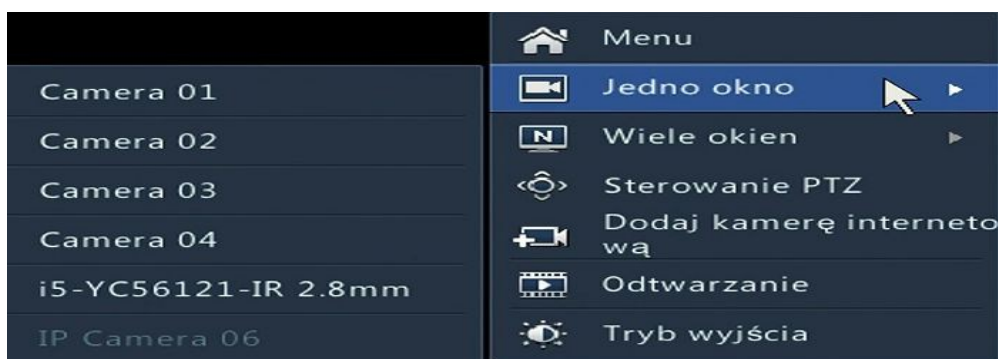 Menu
Jedno okno
Wiele okien
Sterowanie PTZ
Dodaj kamerę interneto
wą
Odtwarzanie
Tryb wyjścia
Camera 01
Camera 02
Camera 03
Camera 04
i5-YC56121-IR 2.8mm
IP Camera 06